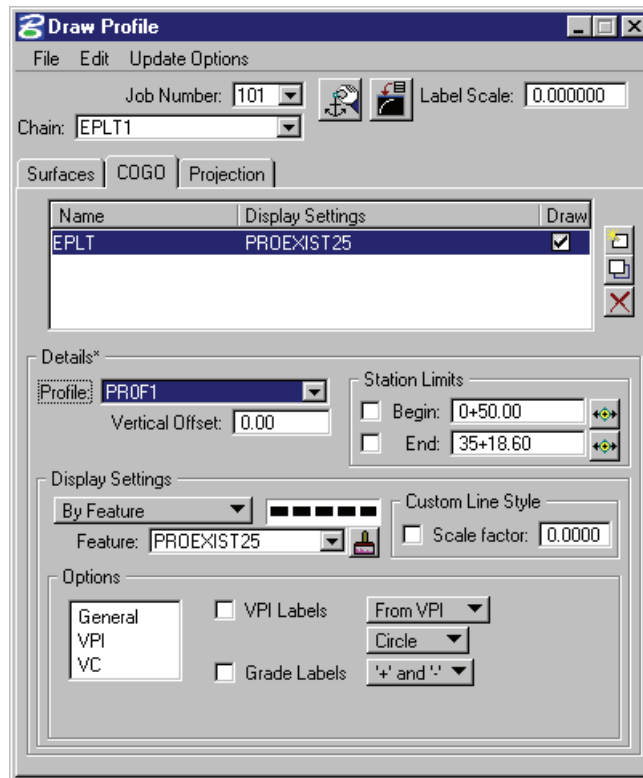 Draw Profile
File Edit Update Options
Job Number: 101 Label Scale: 0.000000
Chain: EPLT1
Surfaces COGO Projection
Name Display Settings Draw
EPLT PROEXIST25
Details*
Profile: PROF1
Vertical Offset: 0.00
Station Limits
Begin: 0+50.00
End: 35+18.60
Display Settings
By Feature
Feature: PROEXIST25
Custom Line Style
Scale factor: 0.0000
Options
General
VPI
VC
VPI Labels From VPI
Circle
Grade Labels '+' and '-'